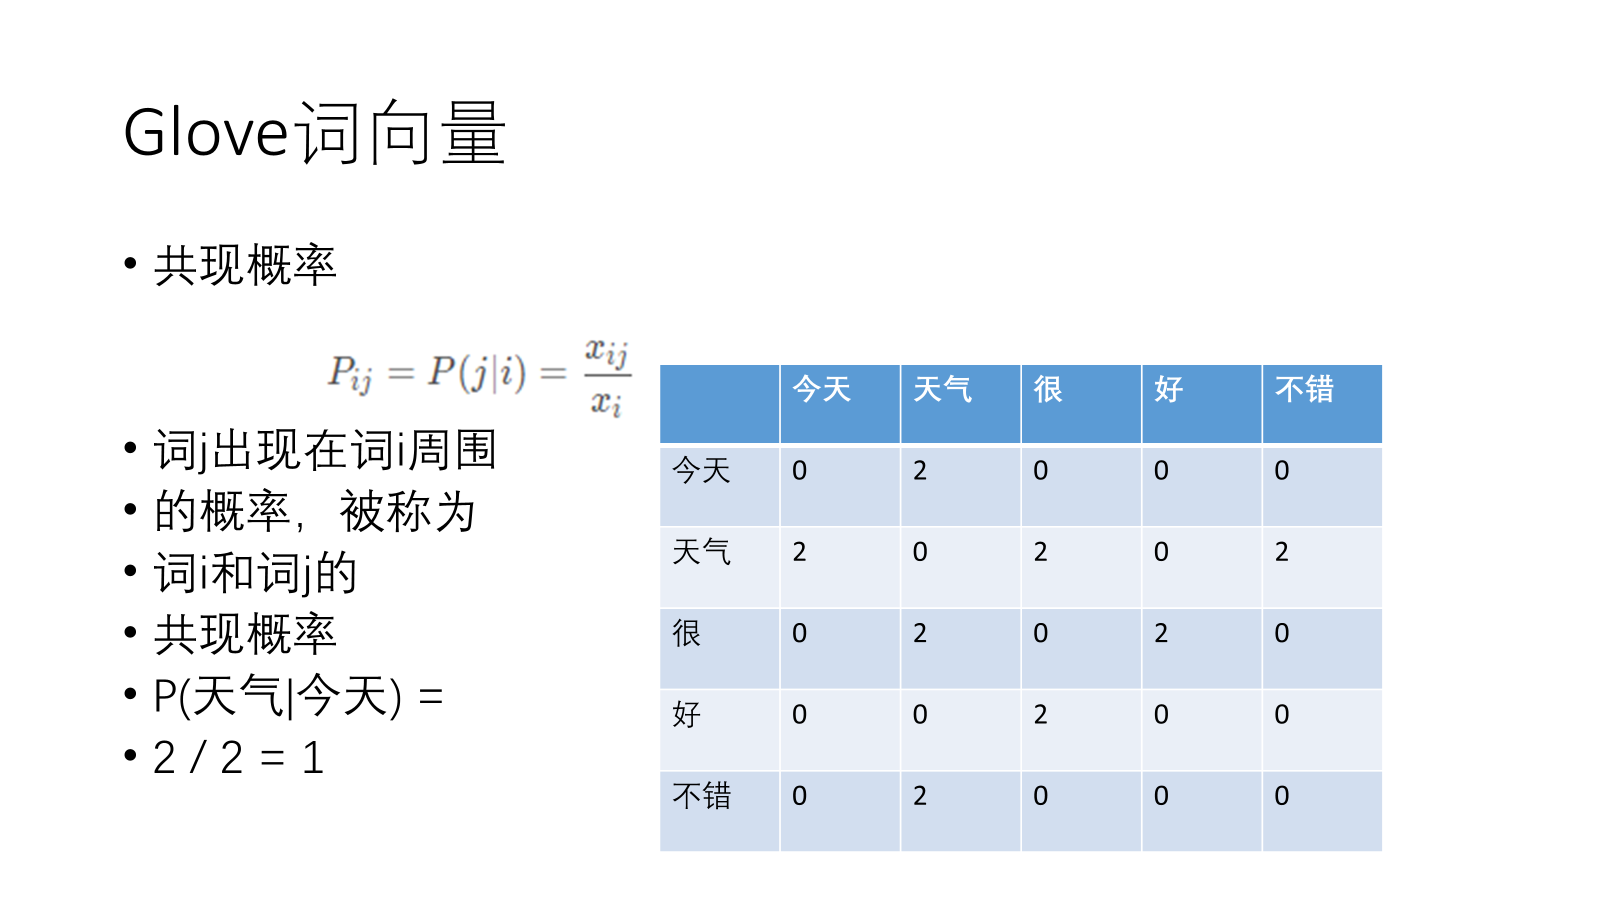 Glove词向量
• 共现概率
P_{ij} = P(j|i) = \frac{x_{ij}}{x_i}
• 词j出现在词i周围
• 的概率，被称为
• 词i和词j的
• 共现概率
• P(天气|今天) =
• 2 / 2 = 1
今天 天气 很 好 不错
今天 0 2 0 0 0
天气 2 0 2 0 2
很 0 2 0 2 0
好 0 0 2 0 0
不错 0 2 0 0 0